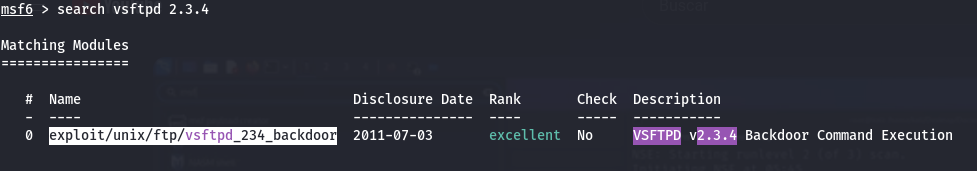 msf6 > search vsftpd 2.3.4
Matching Modules
================
# Name Disclosure Date Rank Check Description
- ---- --------------- ---- ----- -----------
0 exploit/unix/ftp/vsftpd_234_backdoor 2011-07-03 excellent No VSFTPD v2.3.4 Backdoor Command Execution